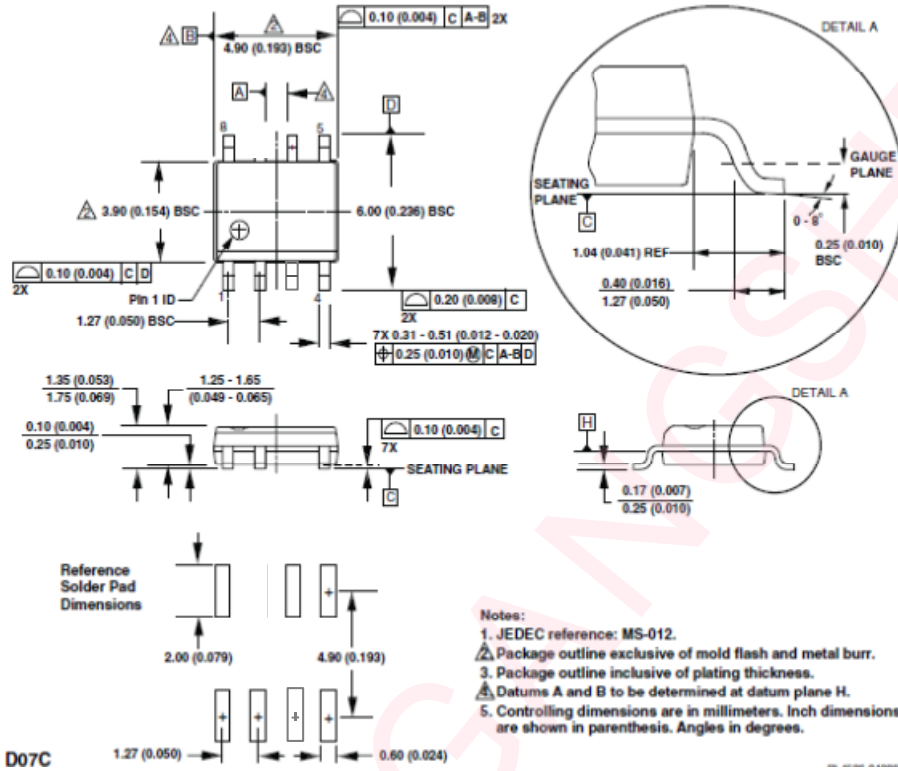 0.10 (0.004) C A-B 2X
2
4 B
4.90 (0.193) BSC
DETAIL A
A
4
D
8
5
GAUGE
PLANE
SEATING
PLANE
C
2 3.90 (0.154) BSC
6.00 (0.236) BSC
0 - 8°
0.25 (0.010)
BSC
1.04 (0.041) REF
0.10 (0.004) C D
2X
0.40 (0.016)
1.27 (0.050)
Pin 1 ID
1
4
0.20 (0.008) C
2X
1.27 (0.050) BSC
7X 0.31 - 0.51 (0.012 - 0.020)
0.25 (0.010) M C A-B D
1.35 (0.053)
1.75 (0.069)
1.25 - 1.65
(0.049 - 0.065)
DETAIL A
0.10 (0.004)
0.25 (0.010)
0.10 (0.004) C
7X
H
SEATING PLANE
C
0.17 (0.007)
0.25 (0.010)
Reference
Solder Pad
Dimensions
2.00 (0.079)
4.90 (0.193)
1.27 (0.050)
0.60 (0.024)
Notes:
1. JEDEC reference: MS-012.
2 Package outline exclusive of mold flash and metal burr.
3. Package outline inclusive of plating thickness.
4 Datums A and B to be determined at datum plane H.
5. Controlling dimensions are in millimeters. Inch dimensions
are shown in parenthesis. Angles in degrees.
D07C